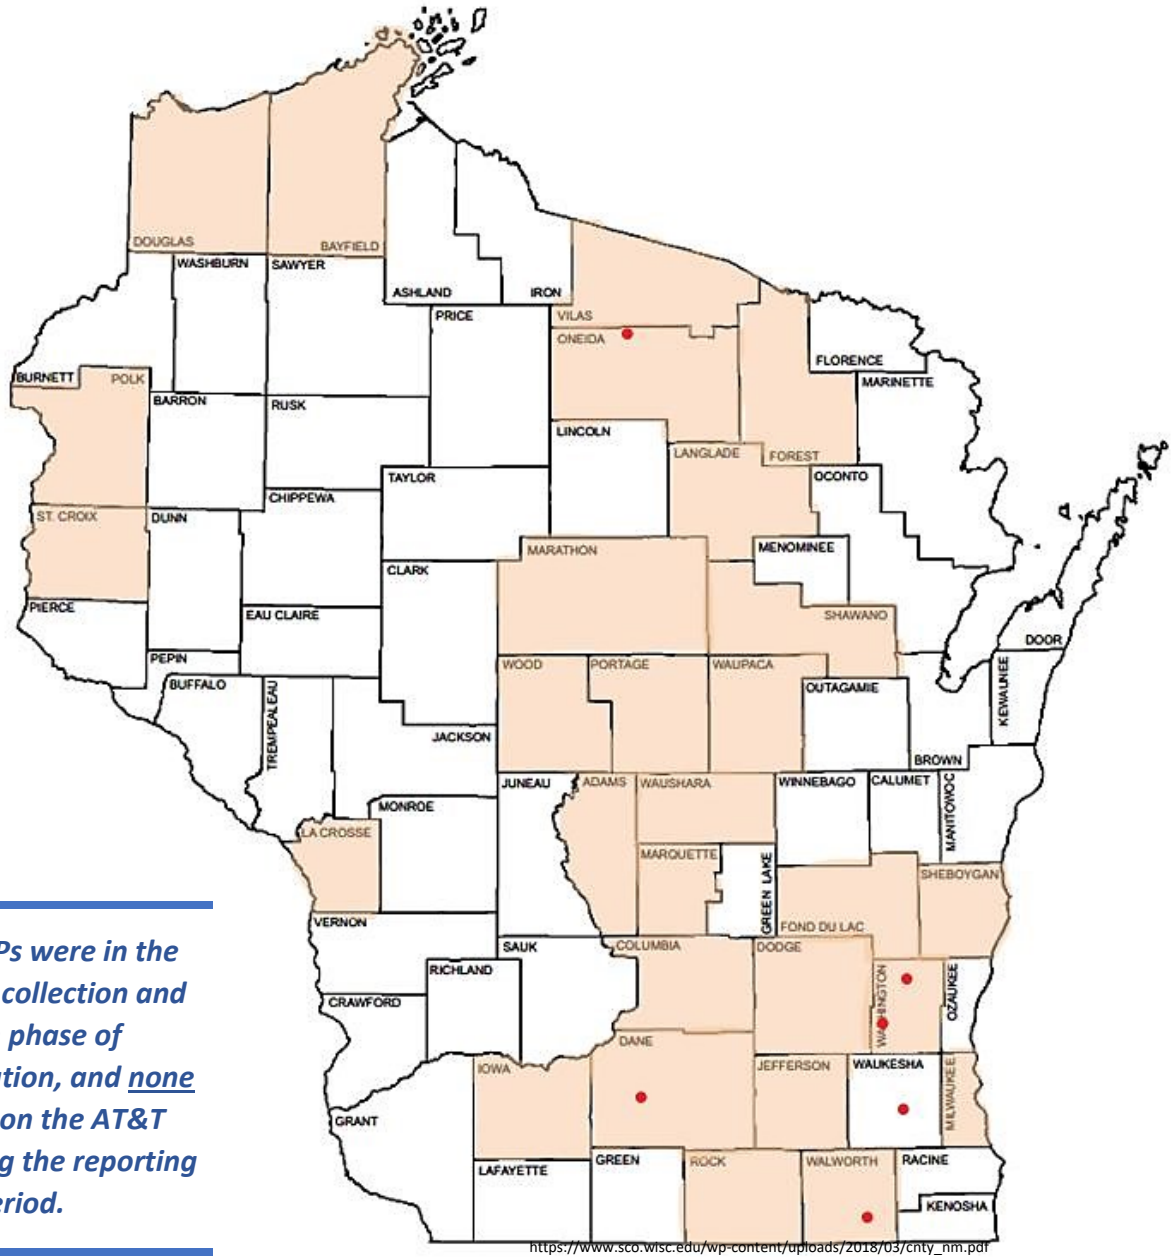 DOUGLAS
BAYFIELD
WASHBURN
SAWYER
ASHLAND
IRON
VILAS
PRICE
ONEIDA
FLORENCE
BURNETT
POLK
MARINETTE
BARRON
RUSK
LINCOLN
LANGLADE
FOREST
TAYLOR
OCONTO
CHIPPEWA
ST. CROIX
DUNN
MARATHON
MENOMINEE
CLARK
PIERCE
EAU CLAIRE
SHAWANO
DOOR
PEPIN
WOOD
PORTAGE
WAUPACA
BUFFALO
OUTAGAMIE
TREMPEALEAU
KEWAUNEE
JACKSON
BROWN
JUNEAU
ADAMS
WAUSHARA
WINNEBAGO
CALUMET
MANITOWOC
MONROE
LA CROSSE
MARQUETTE
GREEN LAKE
SHEBOYGAN
VERNON
FOND DU LAC
SAUK
COLUMBIA
DODGE
RICHLAND
WASHINGTON
OZAUKEE
CRAWFORD
DANE
IOWA
JEFFERSON
WAUKESHA
MILWAUKEE
GRANT
LAFAYETTE
GREEN
ROCK
WALWORTH
RACINE
KENOSHA
Ps were in the
collection and
phase of
tion, and none
on the AT&T
g the reporting
eriod.
https://www.sco.wisc.edu/wp-content/uploads/2018/03/cnty_nm.pdf